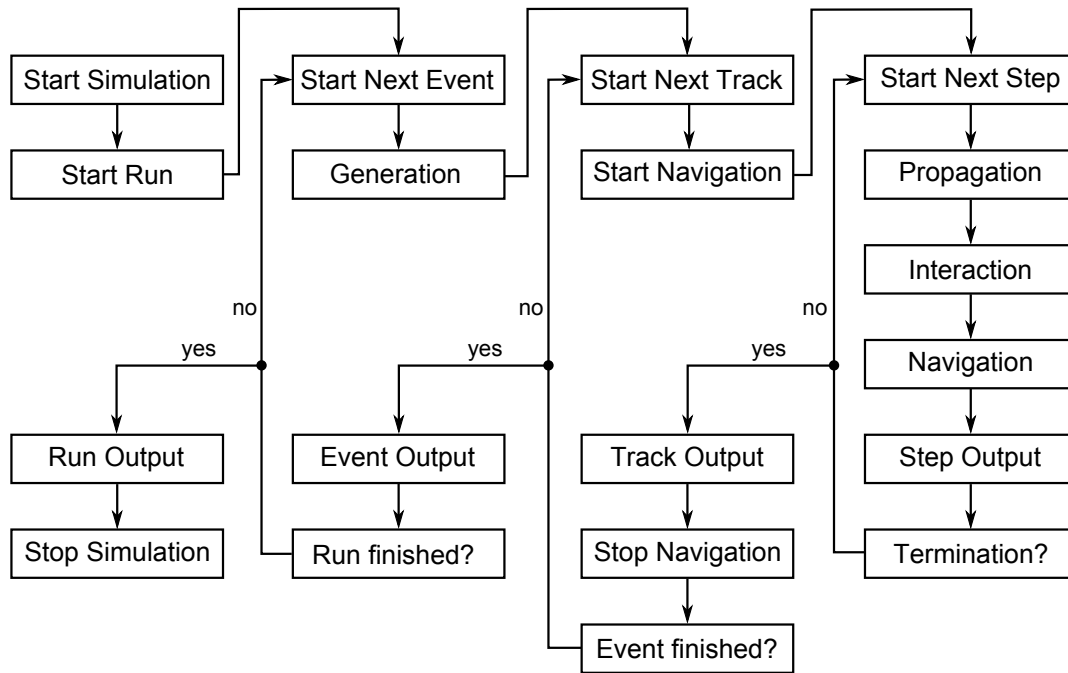 Start Simulation
Start Run
Start Next Event
Generation
Start Next Track
Start Navigation
Start Next Step
Propagation
Interaction
Navigation
no
yes
no
yes
no
yes
Run Output
Stop Simulation
Event Output
Run finished?
Track Output
Stop Navigation
Event finished?
Step Output
Termination?